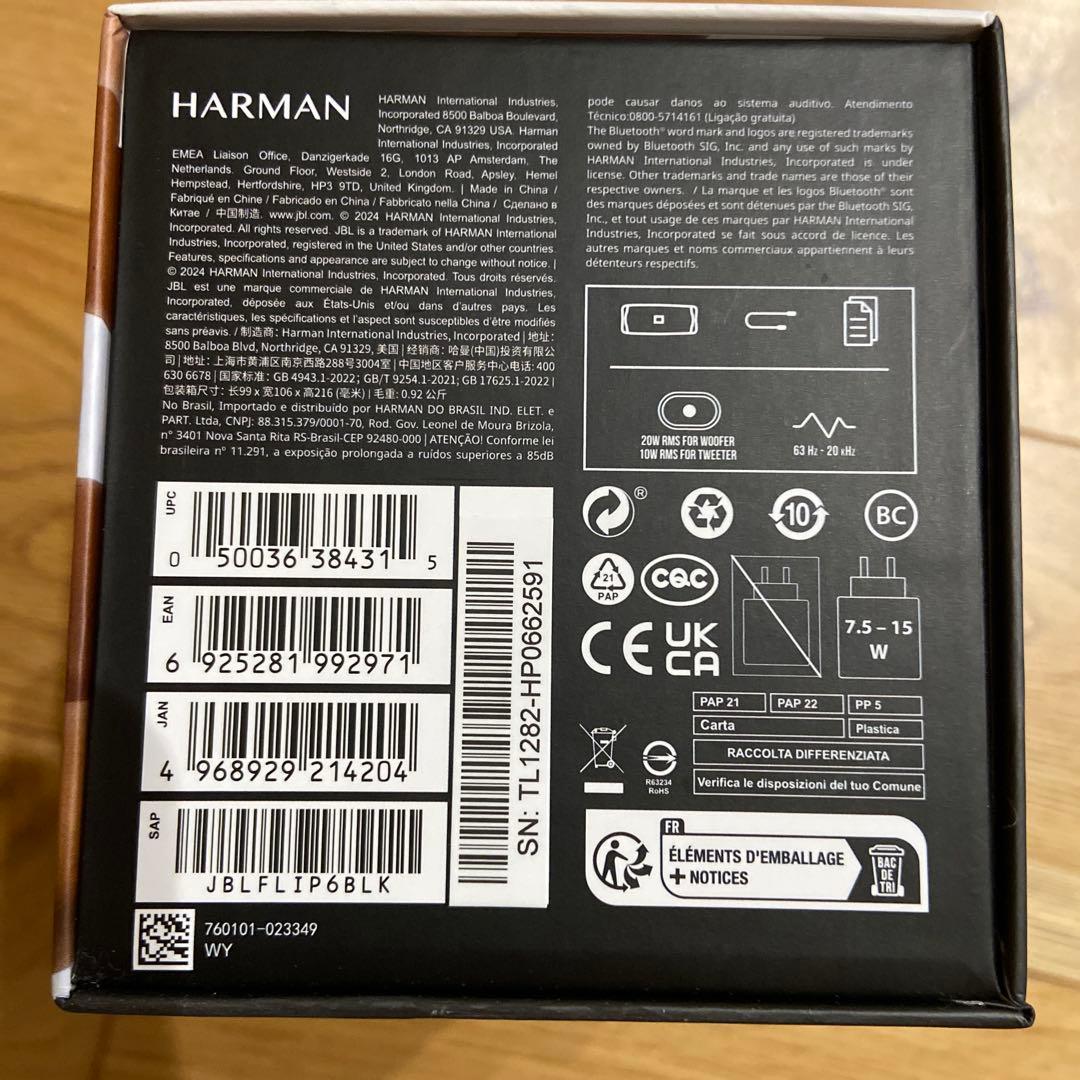 HARMAN
HARMAN International Industries,
Incorporated 8500 Balboa Boulevard,
Northridge, CA 91329 USA. Harman
International Industries, Incorporated
EMEA Liaison Office, Danzigerkade 16G, 1013 AP Amsterdam, The
Netherlands. Ground Floor, Westside 2, London Road, Apsley, Hemel
Hempstead, Hertfordshire, HP3 9TD, United Kingdom. | Made in China /
Fabriqué en Chine / Fabricado en China / Fabbricato nella China / Сделано в
Китае / 中国制造. www.jbl.com. © 2024 HARMAN International Industries,
Incorporated. All rights reserved. JBL is a trademark of HARMAN International
Industries, Incorporated, registered in the United States and/or other countries.
Features, specifications and appearance are subject to change without notice. |
© 2024 HARMAN International Industries, Incorporated. Tous droits réservés.
JBL est une marque commerciale de HARMAN International Industries,
Incorporated, déposée aux États-Unis et/ou dans d'autres pays. Les
caractéristiques, les spécifications et l'aspect sont susceptibles d'être modifiés
sans préavis. / 制造商: Harman International Industries, Incorporated | 地址:
8500 Balboa Blvd, Northridge, CA 91329, 美国 | 经销商: 哈曼(中国)投资有限公
司 | 地址: 上海市黄浦区南京西路288号3004室 | 中国地区客户服务中心电话: 400
630 6678 | 国家标准: GB 4943.1-2022; GB/T 9254.1-2021; GB 17625.1-2022 |
包装箱尺寸: 长99 x 宽106 x 高216 (毫米) | 毛重: 0.92 公斤
No Brasil, Importado e distribuido por HARMAN DO BRASIL IND. ELET. e
PART. Ltda, CNPJ: 88.315.379/0001-70, Rod. Gov. Leonel de Moura Brizola,
n° 3401 Nova Santa Rita RS-Brasil-CEP 92480-000 | ATENÇÃO! Conforme lei
brasileira n° 11.291, a exposição prolongada a ruídos superiores a 85dB
pode causar danos ao sistema auditivo. Atendimento
Técnico:0800-5714161 (Ligação gratuita)
The Bluetooth® word mark and logos are registered trademarks
owned by Bluetooth SIG, Inc. and any use of such marks by
HARMAN International Industries, Incorporated is under
license. Other trademarks and trade names are those of their
respective owners. / La marque et les logos Bluetooth® sont
des marques déposées et sont détenues par the Bluetooth SIG,
Inc., et tout usage de ces marques par HARMAN International
Industries, Incorporated se fait sous accord de licence. Les
autres marques et noms commerciaux appartiennent à leurs
détenteurs respectifs.
20W RMS FOR WOOFER
10W RMS FOR TWEETER
63 Hz - 20 kHz
®
10
BC
21
PAP
CQC
CE
UK
CA
7.5 – 15
W
PAP 21
PAP 22
PP 5
Carta
Plastica
RACCOLTA DIFFERENZIATA
Verifica le disposizioni del tuo Comune
R63234
RoHS
FR
ÉLÉMENTS D'EMBALLAGE
+ NOTICES
BAC
DE
TRI
UPC
0 50036 38431 5
EAN
6 925281 992971
JAN
4 968929 214204
SAP
JBLFLIP6BLK
SN: TL1282-HP0662591
760101-023349
WY